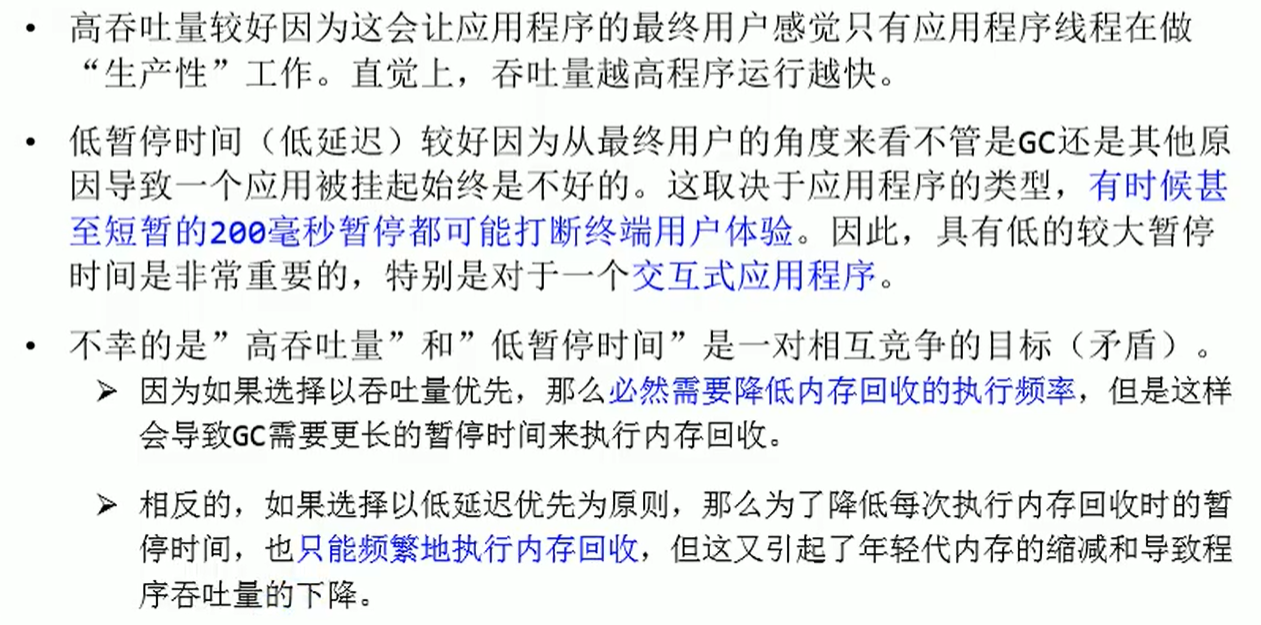 • 高吞吐量较好因为这会让应用程序的最终用户感觉只有应用程序线程在做
“生产性”工作。直觉上，吞吐量越高程序运行越快。
• 低暂停时间（低延迟）较好因为从最终用户的角度来看不管是GC还是其他原
因导致一个应用被挂起始终是不好的。这取决于应用程序的类型，有时候甚
至短暂的200毫秒暂停都可能打断终端用户体验。因此，具有低的较大暂停
时间是非常重要的，特别是对于一个交互式应用程序。
• 不幸的是”高吞吐量”和”低暂停时间”是一对相互竞争的目标（矛盾）。
➢ 因为如果选择以吞吐量优先，那么必然需要降低内存回收的执行频率，但是这样
会导致GC需要更长的暂停时间来执行内存回收。
➢ 相反的，如果选择以低延迟优先为原则，那么为了降低每次执行内存回收时的暂
停时间，也只能频繁地执行内存回收，但这又引起了年轻代内存的缩减和导致程
序吞吐量的下降。